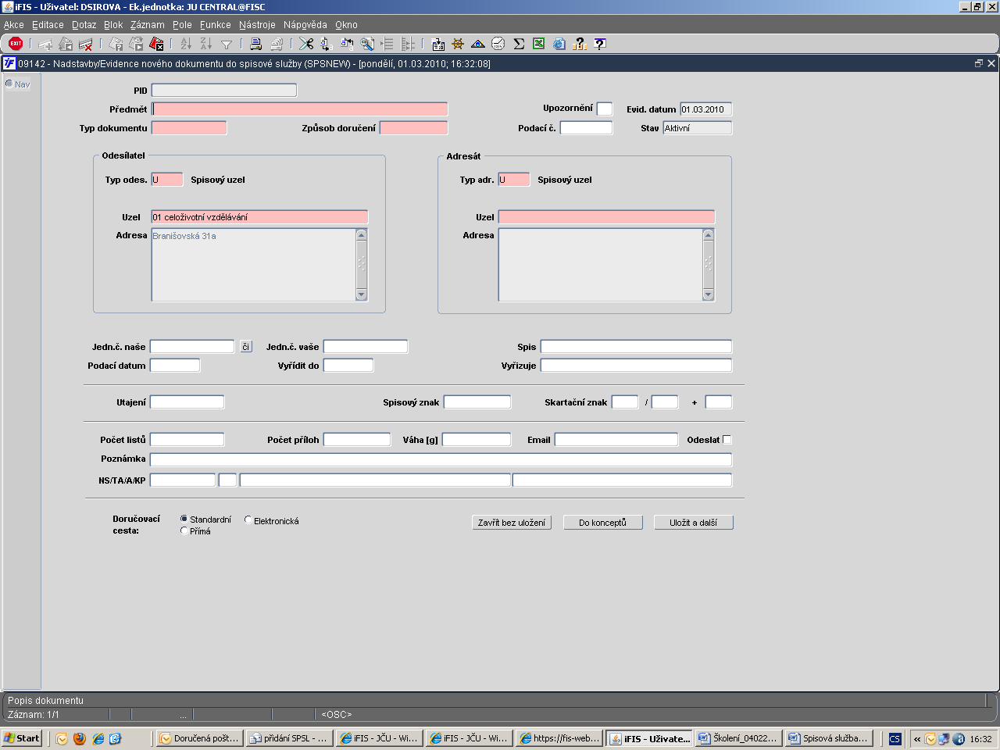 iFIS - Uživatel: DSIROVA - Ek.jednotka: JU CENTRAL@FISC
Akce Editace Dotaz Blok Záznam Pole Funkce Nástroje Nápověda Okno
EXIT
09142 - Nadstavby/Evidence nového dokumentu do spisové služby (SPSNEW) - [pondělí, 01.03.2010; 16:32:08]
Nav
PID
Předmět Upozornění Evid. datum 01.03.2010
Typ dokumentu Způsob doručení Podací č. Stav Aktivní
Odesílatel Adresát
Typ odes. U Spisový uzel Typ adr. U Spisový uzel
Uzel 01 celoživotní vzdělávání Uzel
Adresa Branišovská 31a Adresa
Jedn.č. naše či Jedn.č. vaše Spis
Podací datum Vyřídit do Vyřizuje
Utajení Spisový znak Skartační znak / +
Počet listů Počet příloh Váha [g] Email Odeslat
Poznámka
NS/TA/A/KP
Doručovací cesta: Standardní Elektronická
Přímá
Zavřít bez uložení Do konceptů Uložit a další
Popis dokumentu
Záznam: 1/1 ... <OSC>
Start Doručená pošt... přidání SPSL - ... iFIS - JČU - Wi... iFIS - JČU - Wi... https://fis-web... iFIS - Uživate... Školení_04022... Spisová služba... CS « 16:32